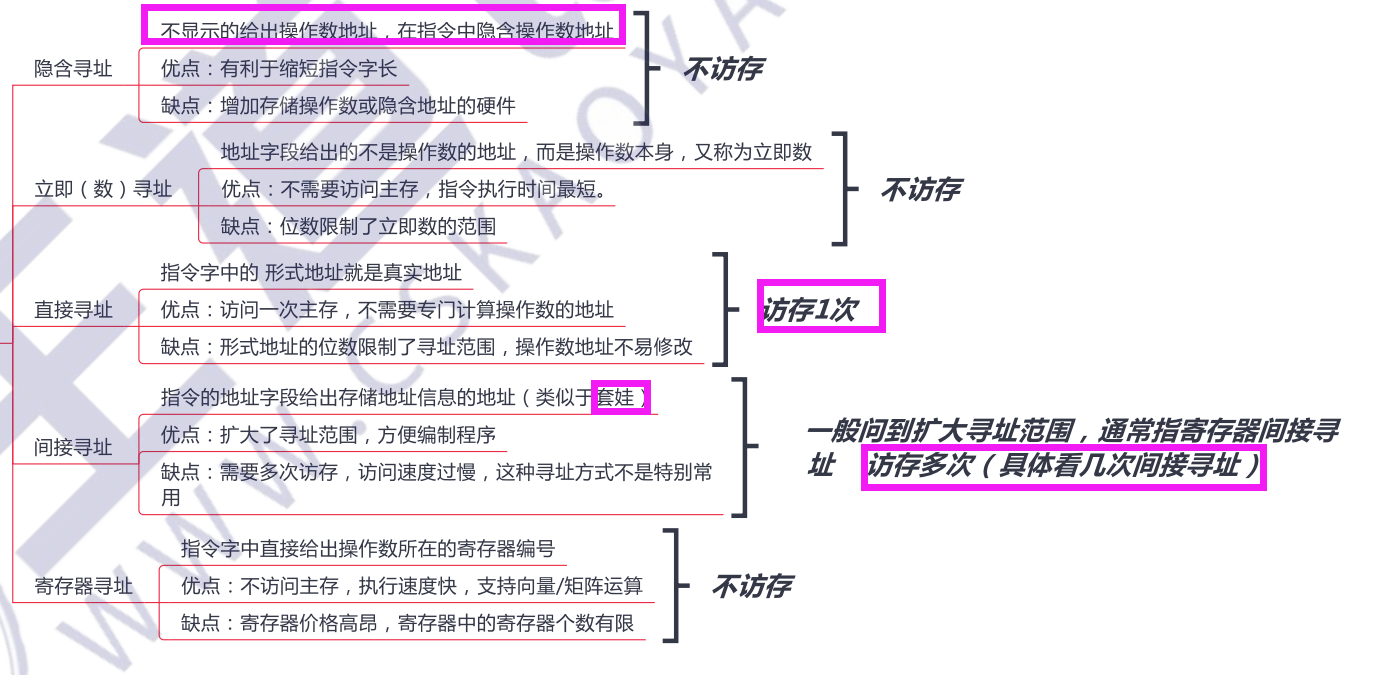 不显示的给出操作数地址，在指令中隐含操作数地址
隐含寻址
优点：有利于缩短指令字长
不访存
缺点：增加存储操作数或隐含地址的硬件
地址字段给出的不是操作数的地址，而是操作数本身，又称为立即数
立即（数）寻址
优点：不需要访问主存，指令执行时间最短。
不访存
缺点：位数限制了立即数的范围
指令字中的 形式地址就是真实地址
直接寻址
优点：访问一次主存，不需要专门计算操作数的地址
访存1次
缺点：形式地址的位数限制了寻址范围，操作数地址不易修改
指令的地址字段给出存储地址信息的地址（类似于套娃）
间接寻址
优点：扩大了寻址范围，方便编制程序
缺点：需要多次访存，访问速度过慢，这种寻址方式不是特别常
用
一般问到扩大寻址范围，通常指寄存器间接寻
址 访存多次（具体看几次间接寻址）
指令字中直接给出操作数所在的寄存器编号
寄存器寻址
优点：不访问主存，执行速度快，支持向量/矩阵运算
不访存
缺点：寄存器价格高昂，寄存器中的寄存器个数有限
WWW.CSKAOYA